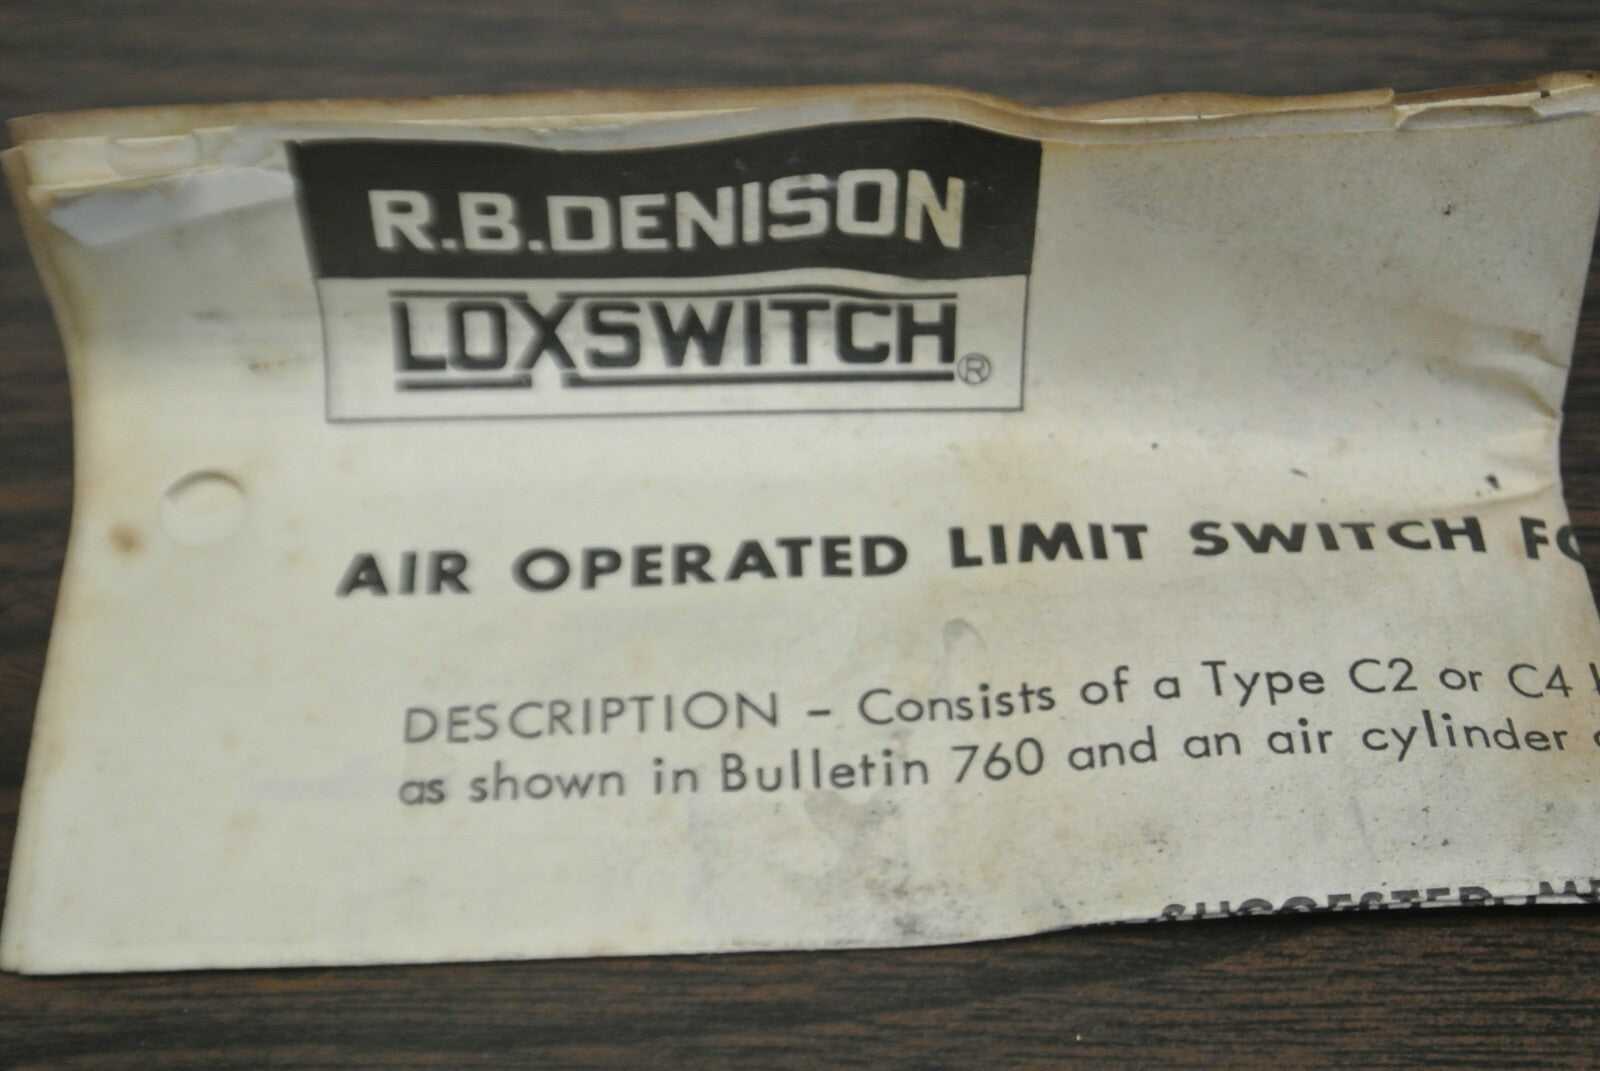 R.B.DENISON
LOXSWITCH®
AIR OPERATED LIMIT SWITCH
DESCRIPTION – Consists of a Type C2 or C4
as shown in Bulletin 760 and an air cylinder
SUGGESTED